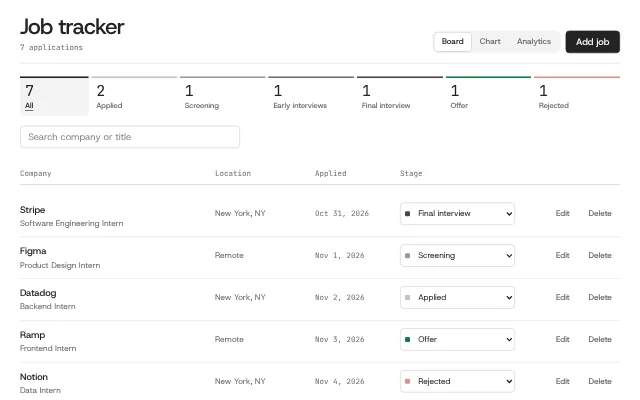 Job tracker
7 applications
Board Chart Analytics Add job
7 2 1 1 1 1 1
All Applied Screening Early interviews Final interview Offer Rejected
Search company or title
Company Location Applied Stage
Stripe
Software Engineering Intern
New York, NY Oct 31, 2026 Final interview Edit Delete
Figma
Product Design Intern
Remote Nov 1, 2026 Screening Edit Delete
Datadog
Backend Intern
New York, NY Nov 2, 2026 Applied Edit Delete
Ramp
Frontend Intern
Remote Nov 3, 2026 Offer Edit Delete
Notion
Data Intern
New York, NY Nov 4, 2026 Rejected Edit Delete